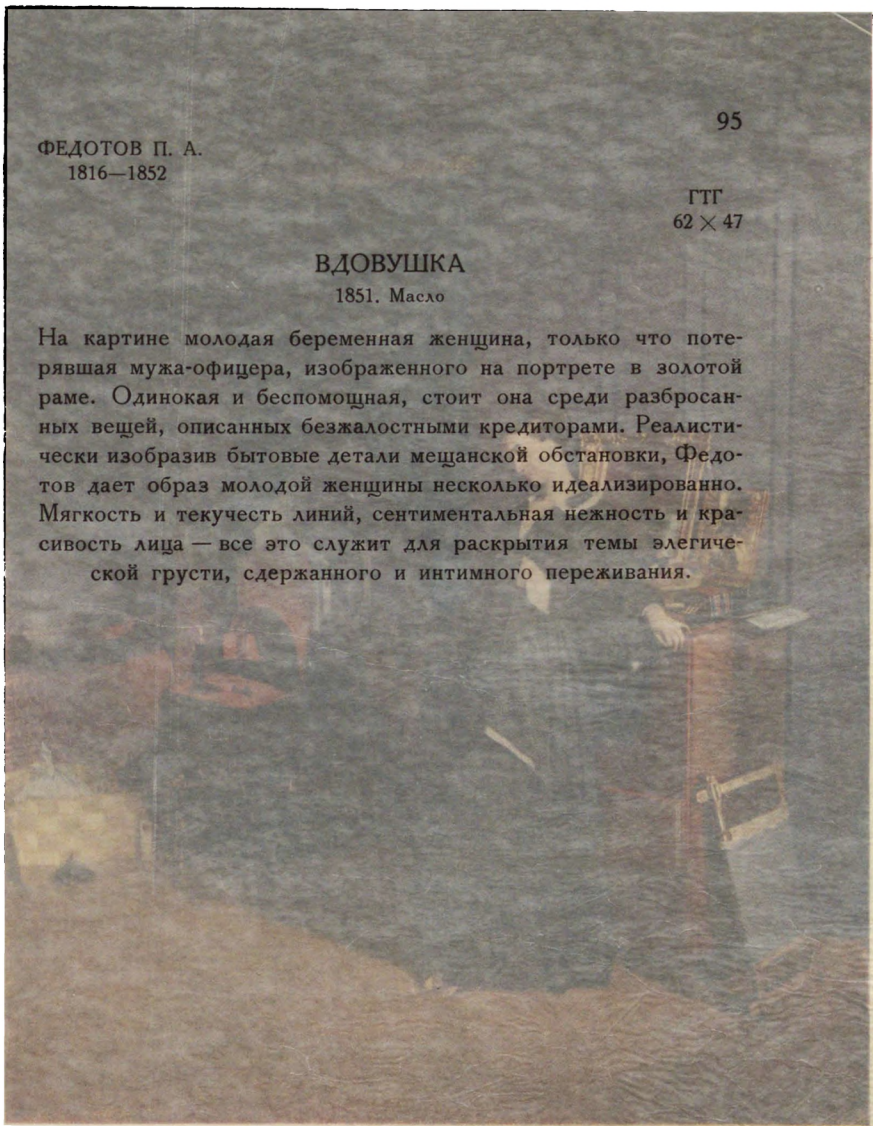 95
ФЕДОТОВ П. А.
1816—1852
ГТГ
62 × 47
ВДОВУШКА
1851. Масло
На картине молодая беременная женщина, только что поте-
рявшая мужа-офицера, изображенного на портрете в золотой
раме. Одинокая и беспомощная, стоит она среди разбросан-
ных вещей, описанных безжалостными кредиторами. Реалисти-
чески изобразив бытовые детали мещанской обстановки, Федо-
тов дает образ молодой женщины несколько идеализированно.
Мягкость и текучесть линий, сентиментальная нежность и кра-
сивость лица — все это служит для раскрытия темы элегиче-
ской грусти, сдержанного и интимного переживания.